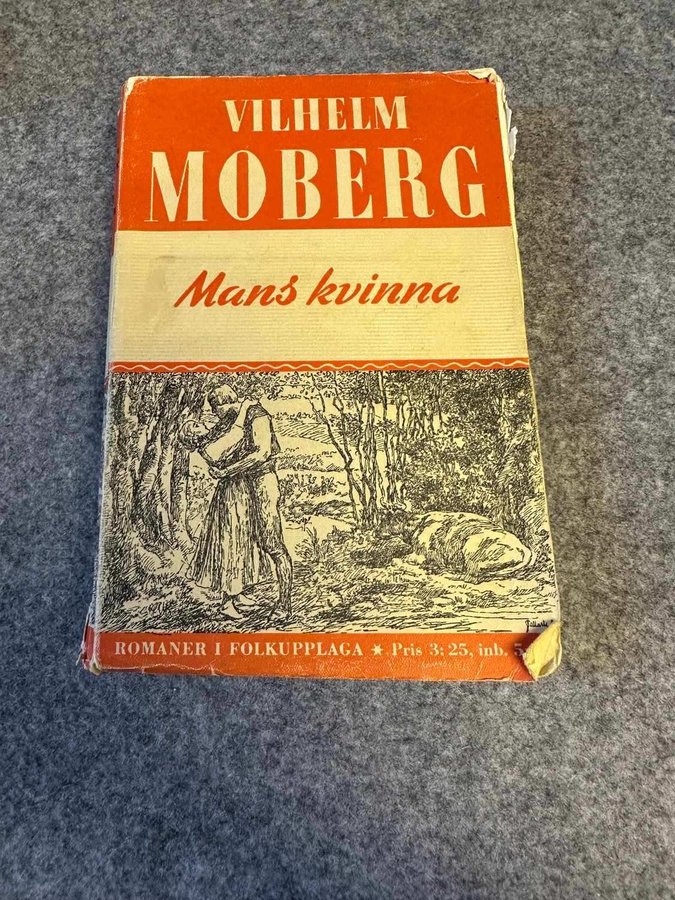 VILHELM
MOBERG
Mans kvinna
ROMANER I FOLKUPPLAGA * Pris 3: 25, inb.